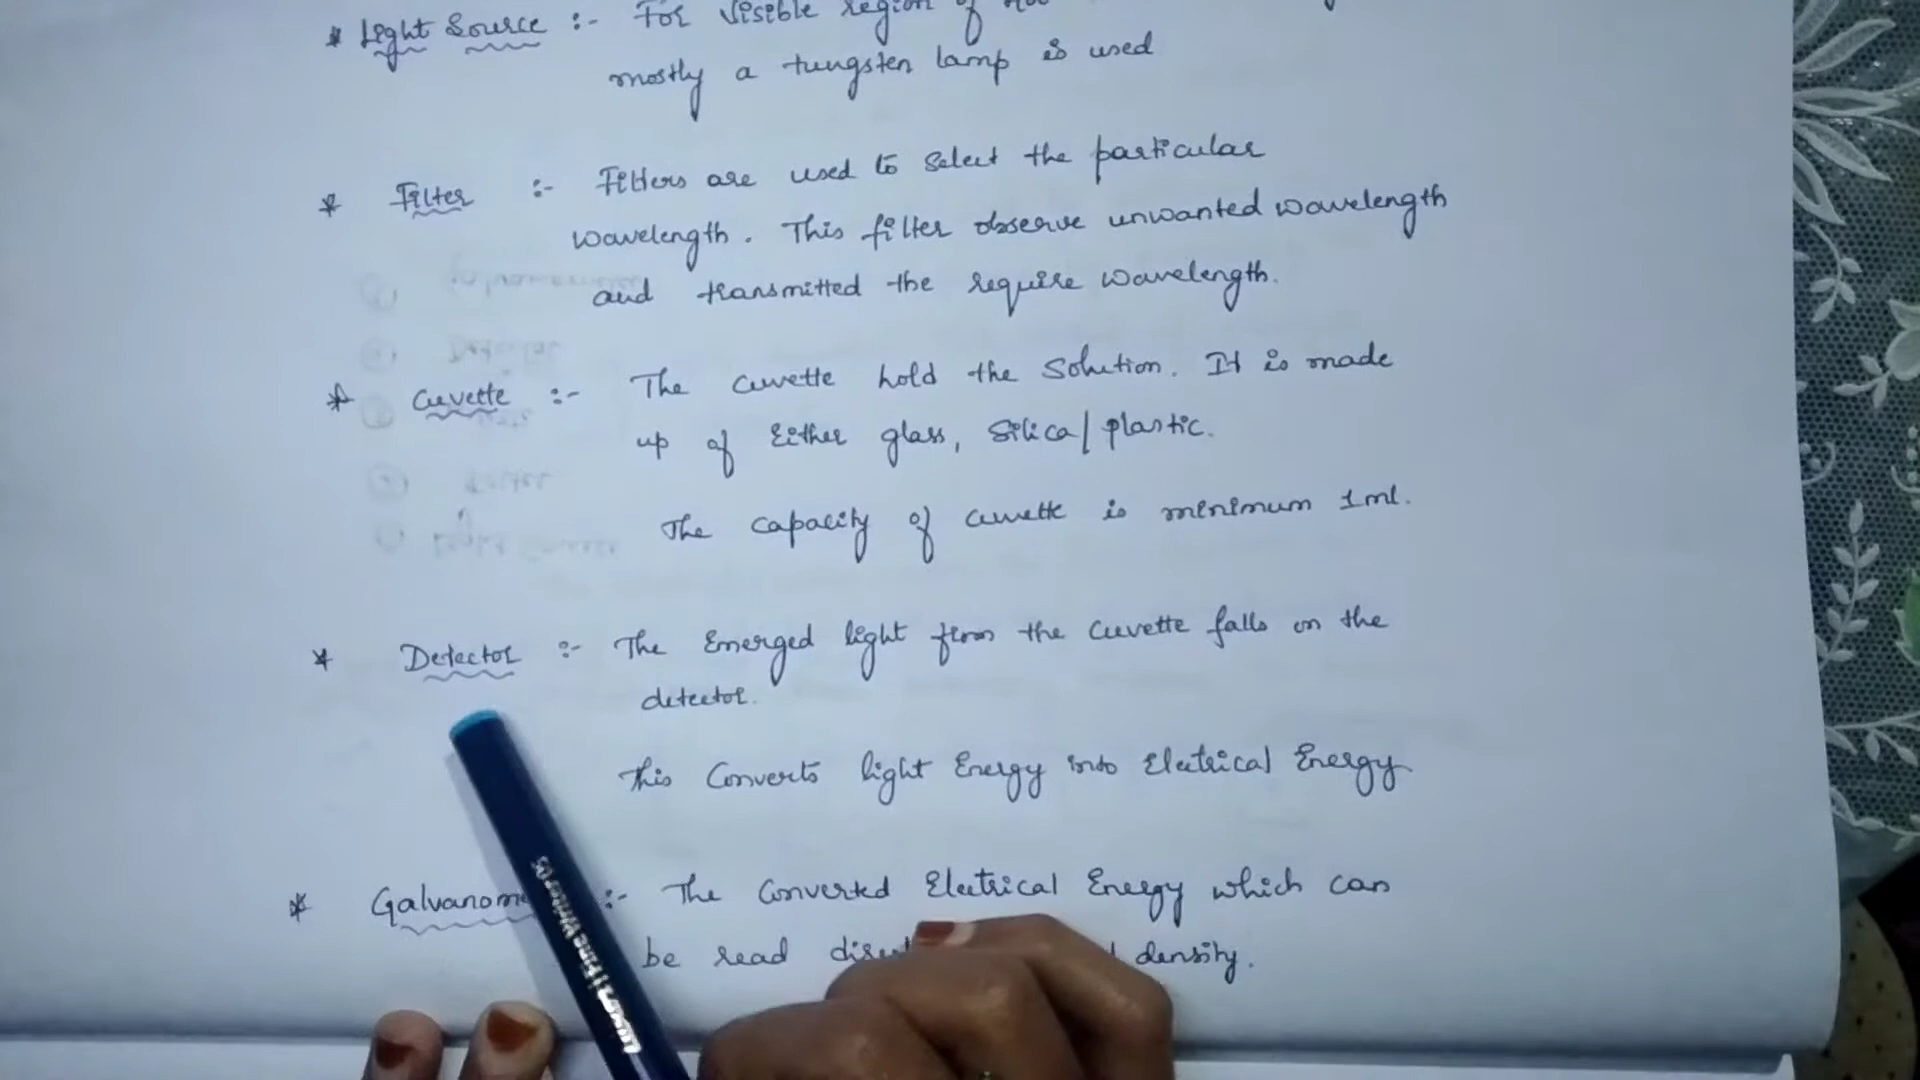 * Light Source :- For visible region of
mostly a tungsten lamp is used
* Filter :- Filters are used to select the particular
wavelength. This filter observe unwanted wavelength
and transmitted the require wavelength.
* Cuvette :- The cuvette hold the Solution. It is made
up of Either glass, Silica/plastic.
The capacity of cuvette is minimum 1ml.
* Detector :- The Emerged light from the cuvette falls on the
detector.
This Converts light Energy into Electrical Energy
* Galvanom :- The Converted Electrical Energy which can
be read density.